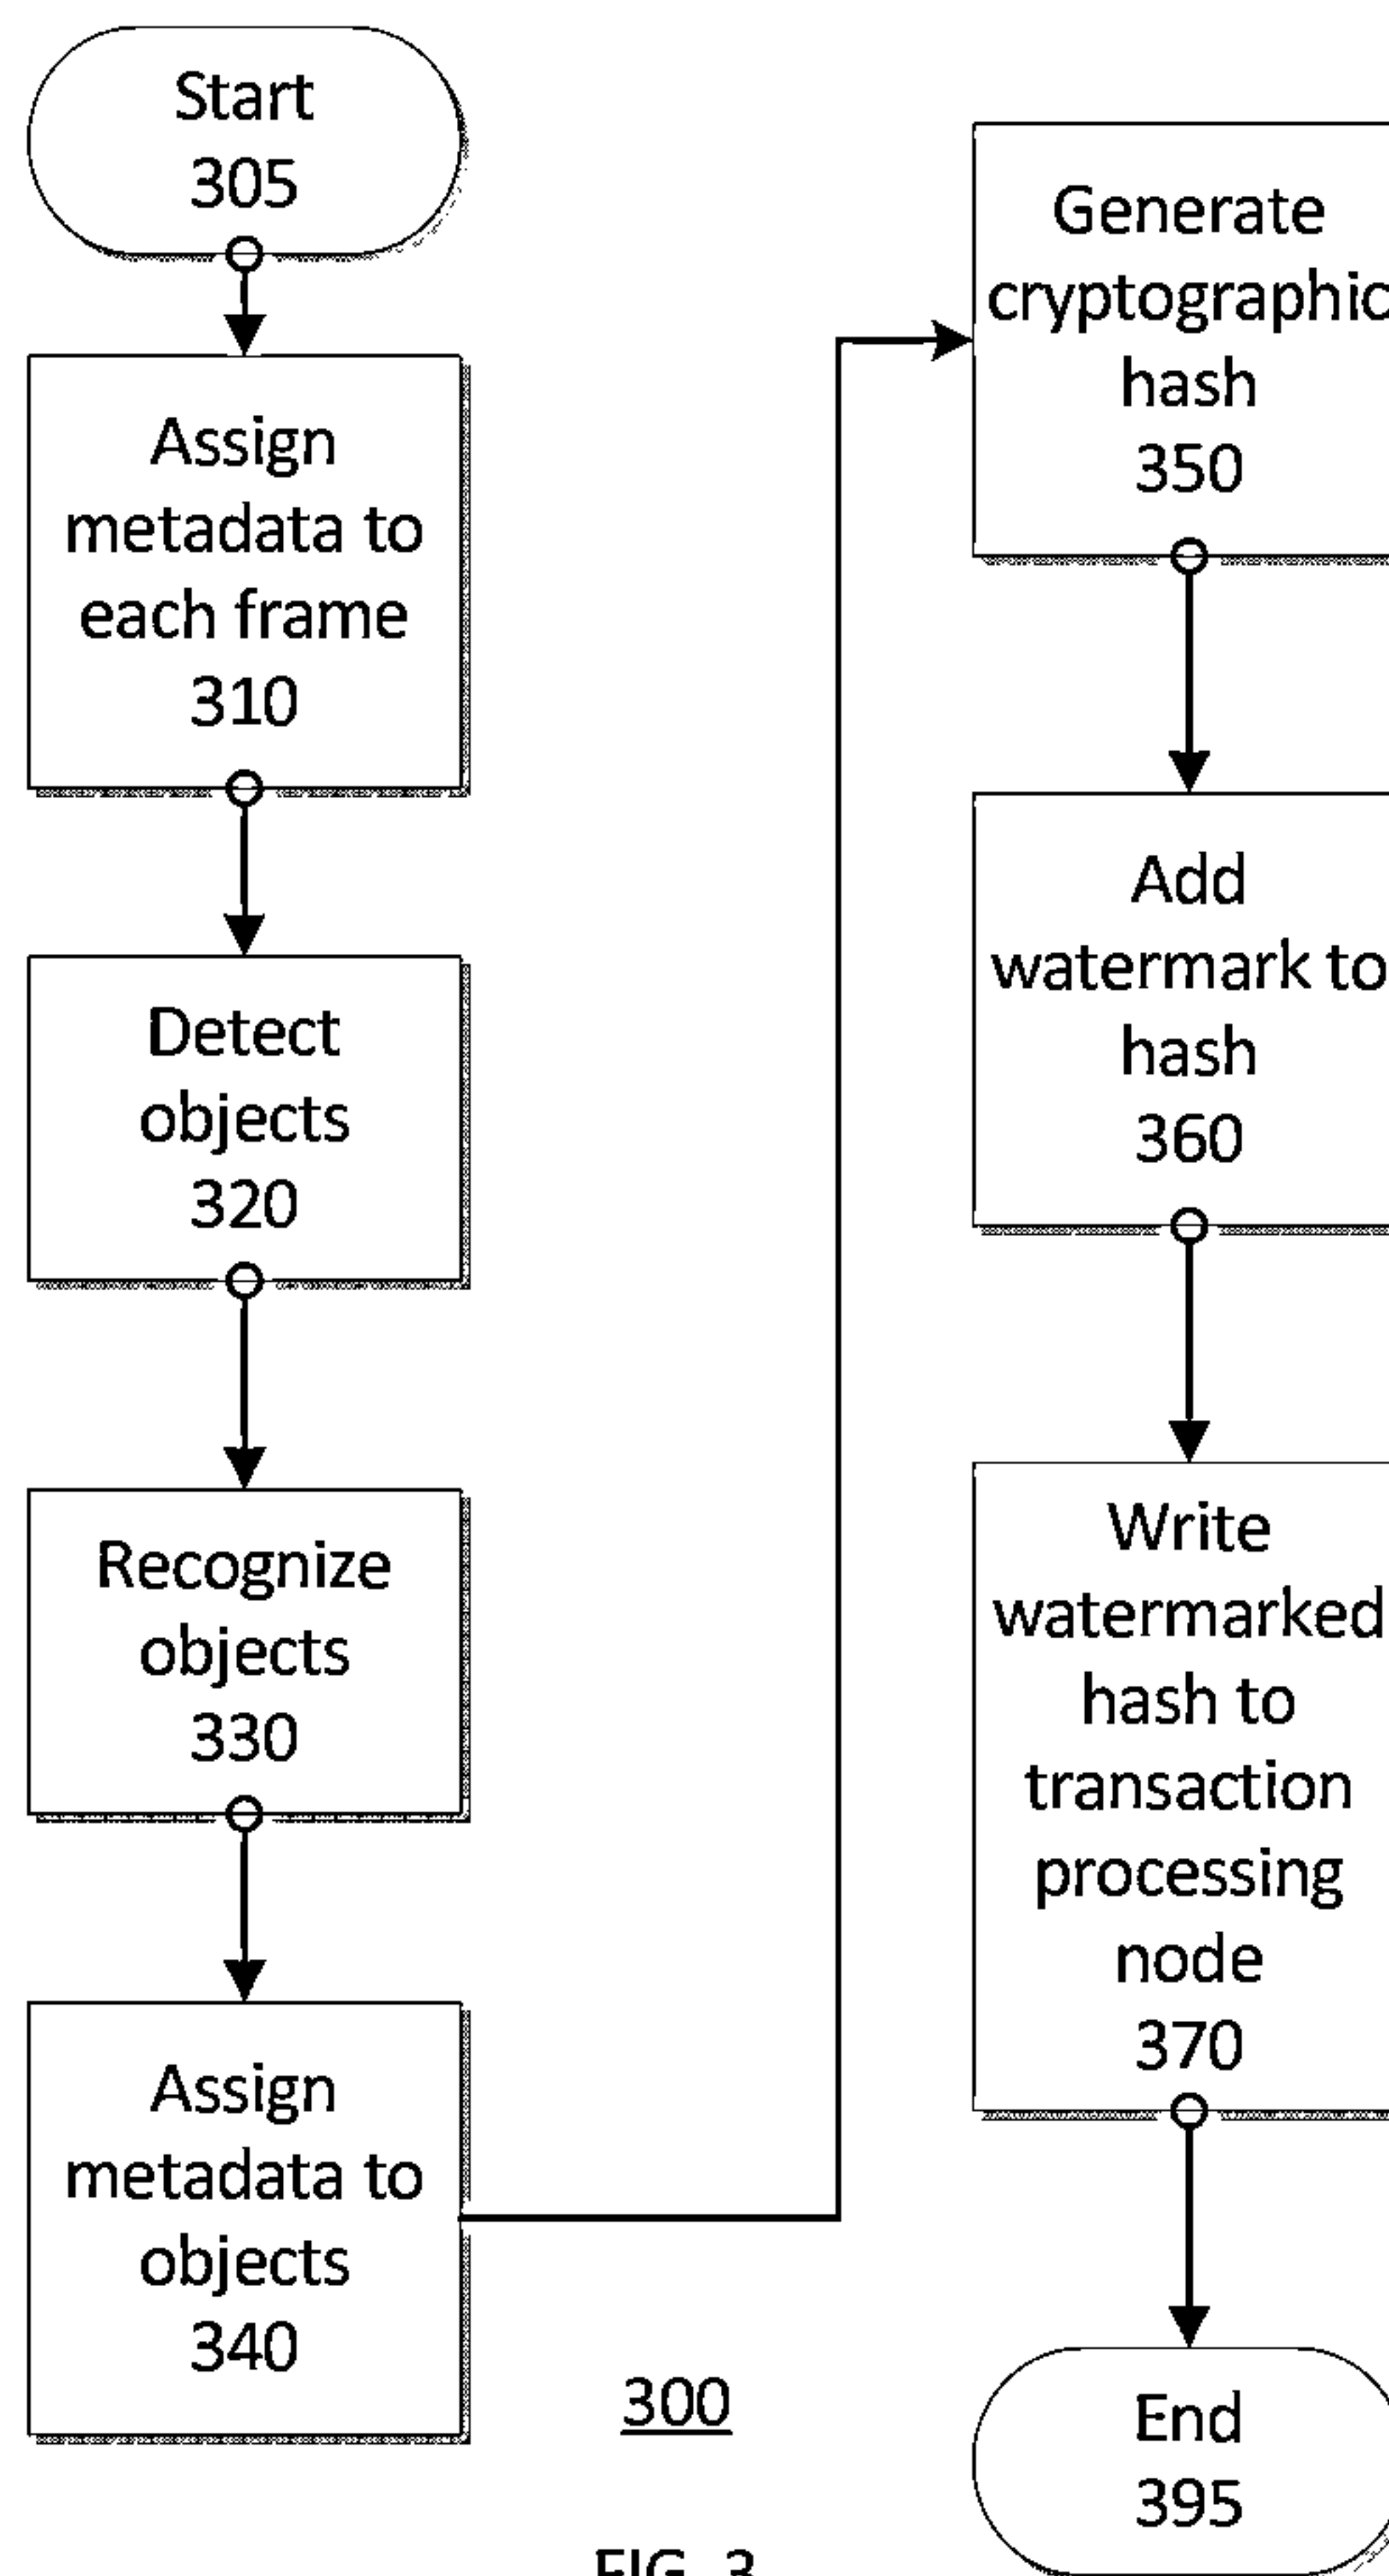 Start
305
Assign
metadata to
each frame
310
Detect
objects
320
Recognize
objects
330
Assign
metadata to
objects
340
Generate
cryptographic
hash
350
Add
watermark to
hash
360
Write
watermarked
hash to
transaction
processing
node
370
End
395
300
FIG. 3